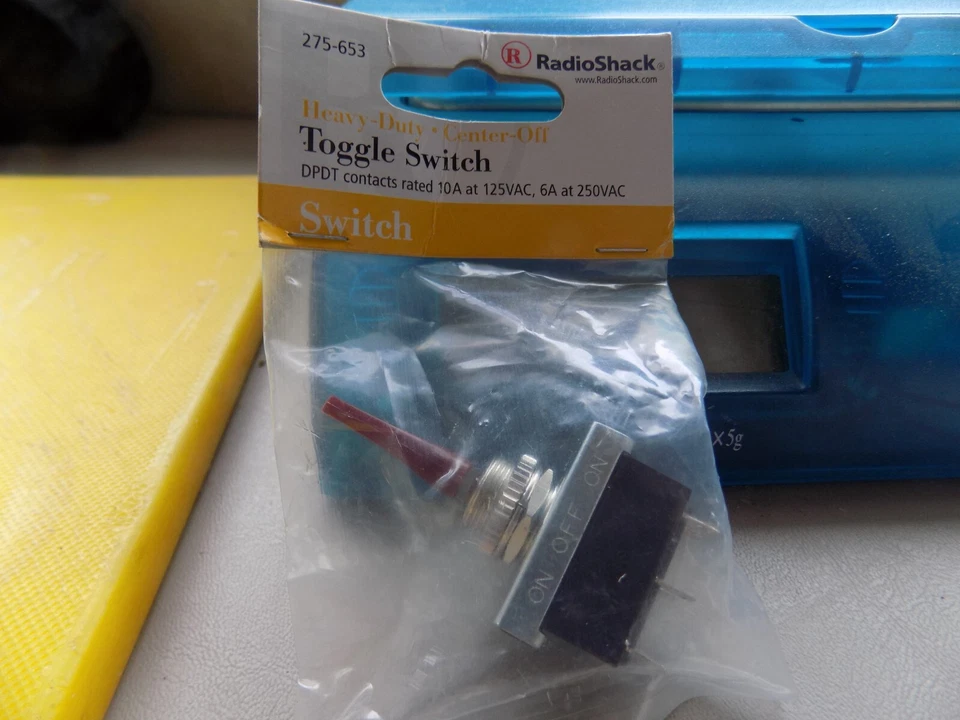 275-653
R RadioShack®
www.RadioShack.com
Heavy-Duty • Center-Off
Toggle Switch
DPDT contacts rated 10A at 125VAC, 6A at 250VAC
Switch
ON OFF ON
x5g